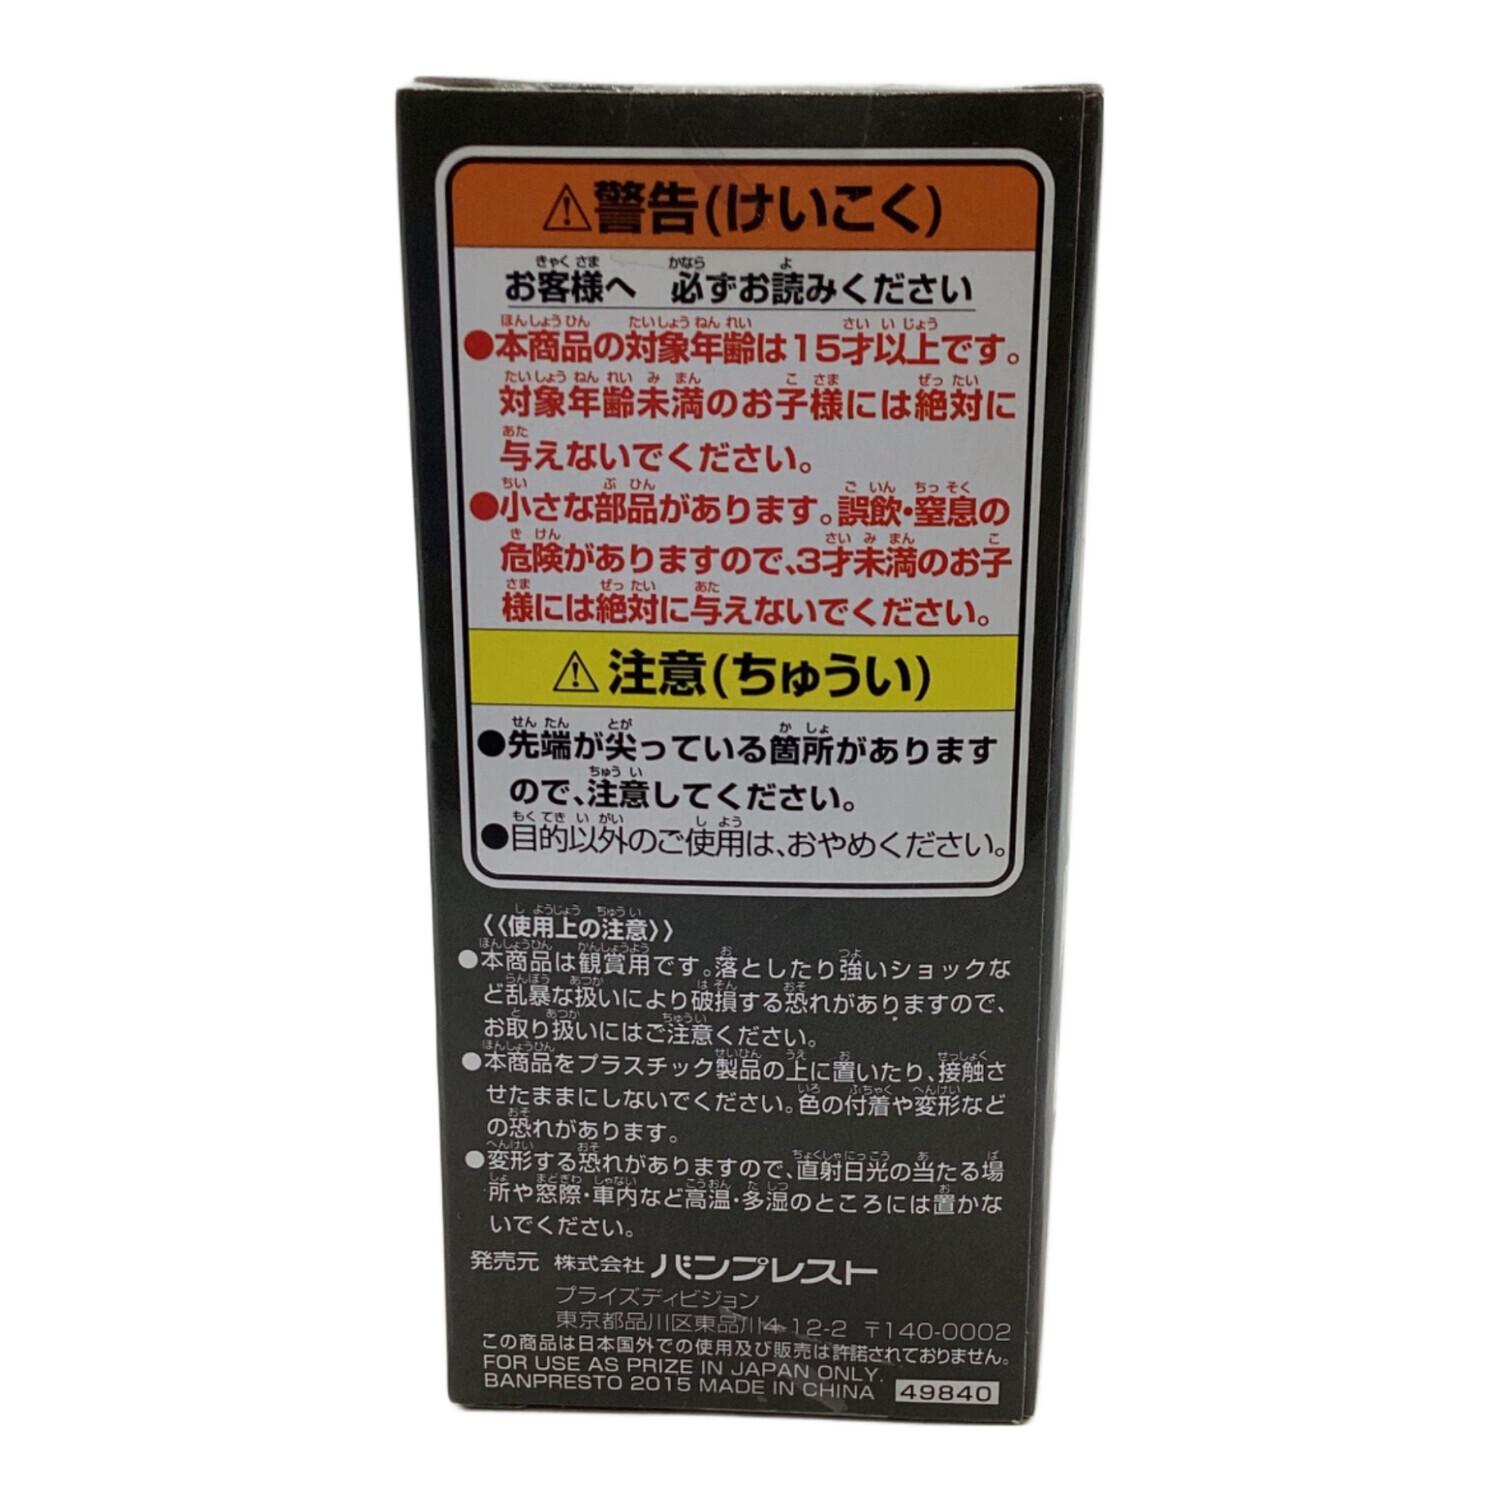 ⚠警告(けいこく)
お客様へ 必ずお読みください
●本商品の対象年齢は15才以上です。
対象年齢未満のお子様には絶対に
与えないでください。
●小さな部品があります。誤飲・窒息の
危険がありますので、3才未満のお子
様には絶対に与えないでください。
⚠注意(ちゅうい)
●先端が尖っている箇所があります
ので、注意してください。
●目的以外のご使用は、おやめください。
《使用上の注意》
●本商品は観賞用です。落としたり強いショックな
ど乱暴な扱いにより破損する恐れがありますので、
お取り扱いにはご注意ください。
●本商品をプラスチック製品の上に置いたり、接触さ
せたままにしないでください。色の付着や変形など
の恐れがあります。
●変形する恐れがありますので、直射日光の当たる場
所や窓際・車内など高温・多湿のところには置かな
いでください。
発売元 株式会社 バンプレスト
プライズディビジョン
東京都品川区東品川4-12-2 〒140-0002
この商品は日本国外での使用及び販売は許諾されておりません。
FOR USE AS PRIZE IN JAPAN ONLY.
BANPRESTO 2015 MADE IN CHINA 49840